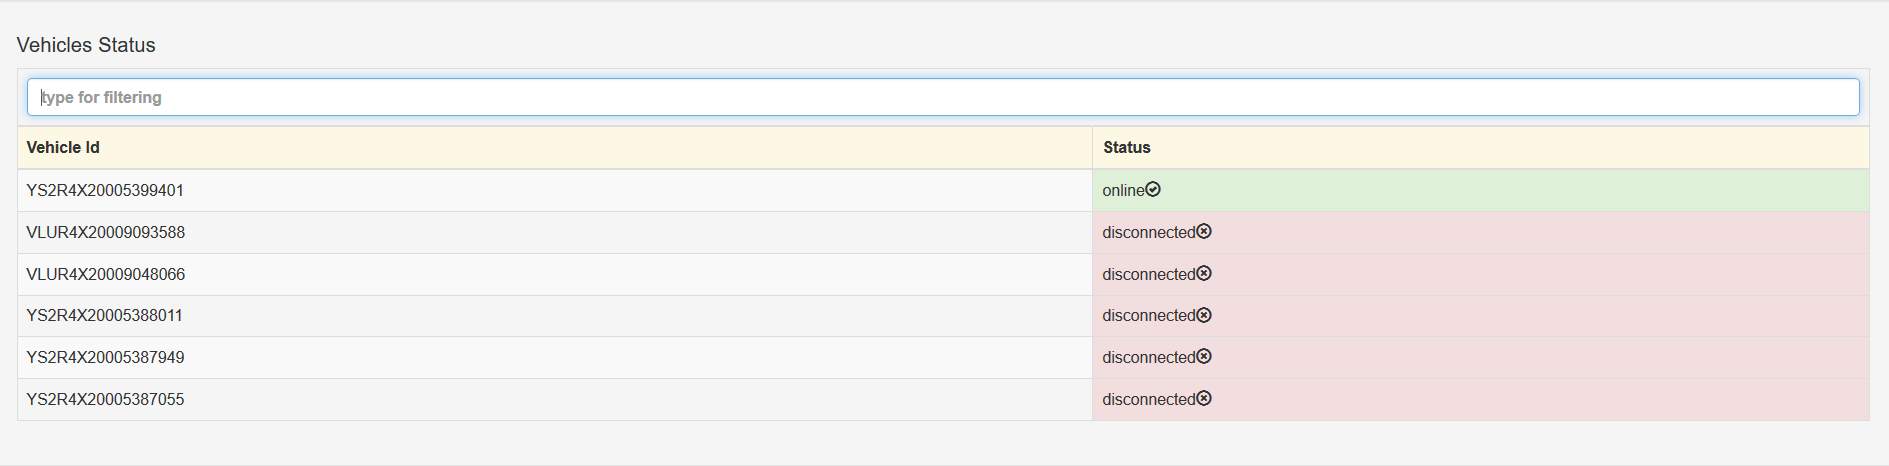 Vehicles Status
type for filtering
Vehicle Id Status
YS2R4X20005399401 online
VLUR4X20009093588 disconnected
VLUR4X20009048066 disconnected
YS2R4X20005388011 disconnected
YS2R4X20005387949 disconnected
YS2R4X20005387055 disconnected